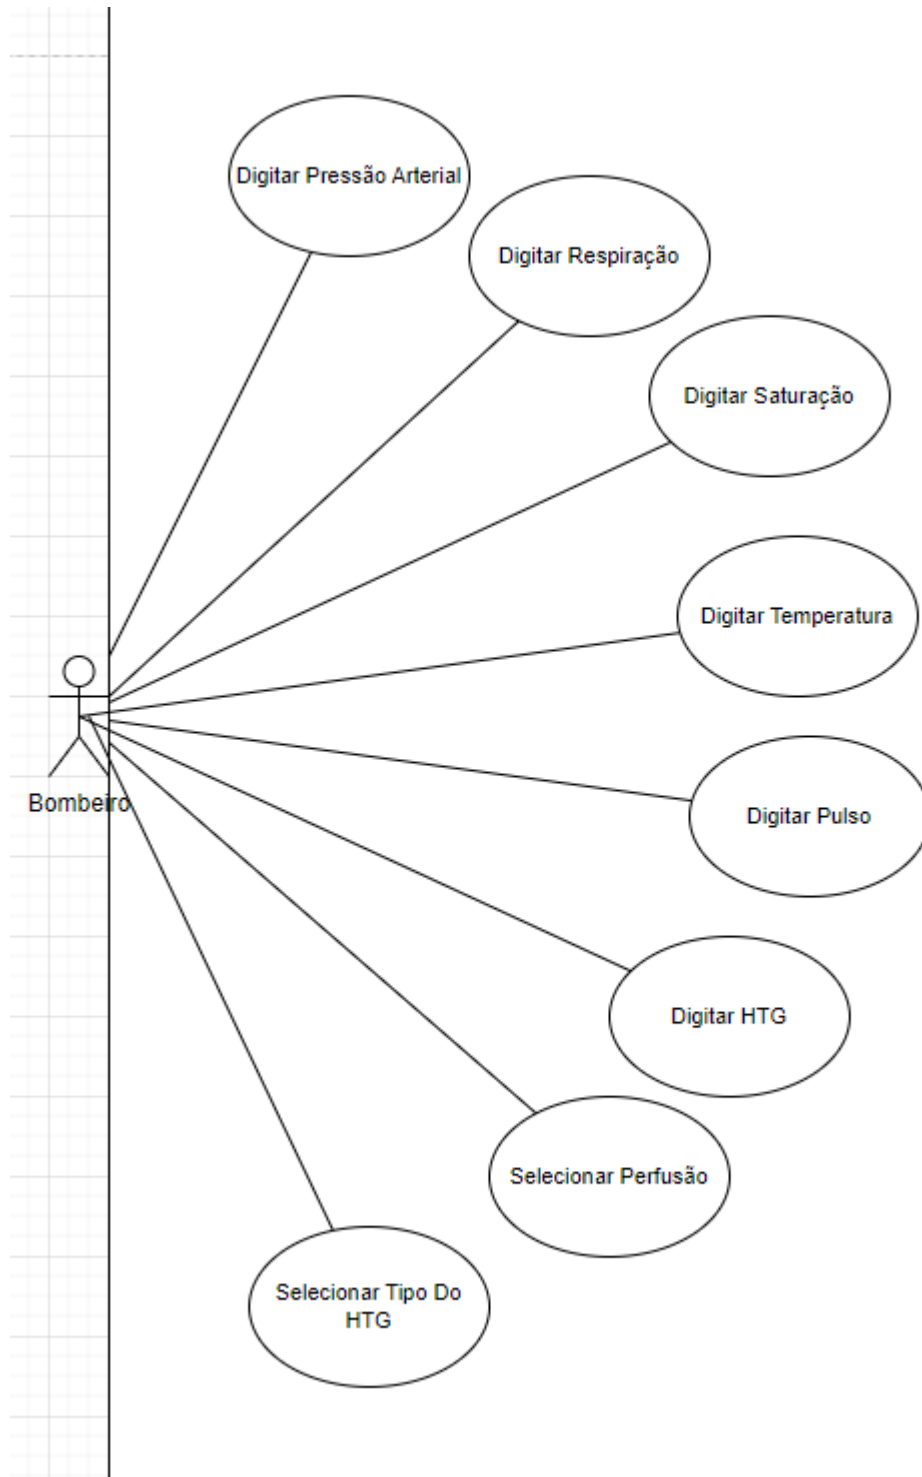 Digitar Pressão Arterial
Digitar Respiração
Digitar Saturação
Digitar Temperatura
Bombeiro
Digitar Pulso
Digitar HTG
Selecionar Perfusão
Selecionar Tipo Do
HTG